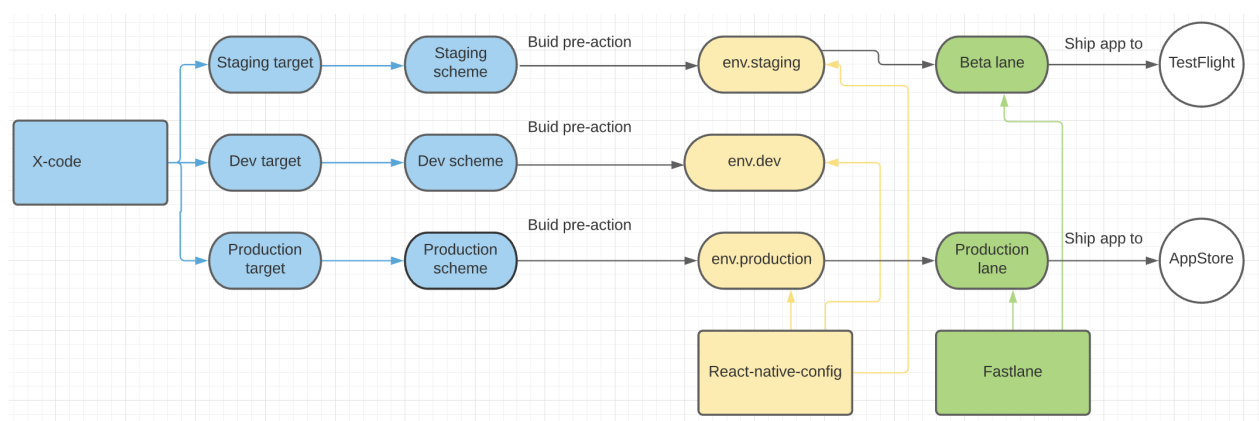 Staging target
Staging
scheme
Buid pre-action
env.staging
Beta lane
Ship app to
TestFlight
X-code
Dev target
Dev scheme
Buid pre-action
env.dev
Production
target
Production
scheme
Buid pre-action
env.production
Production
lane
Ship app to
AppStore
React-native-config
Fastlane